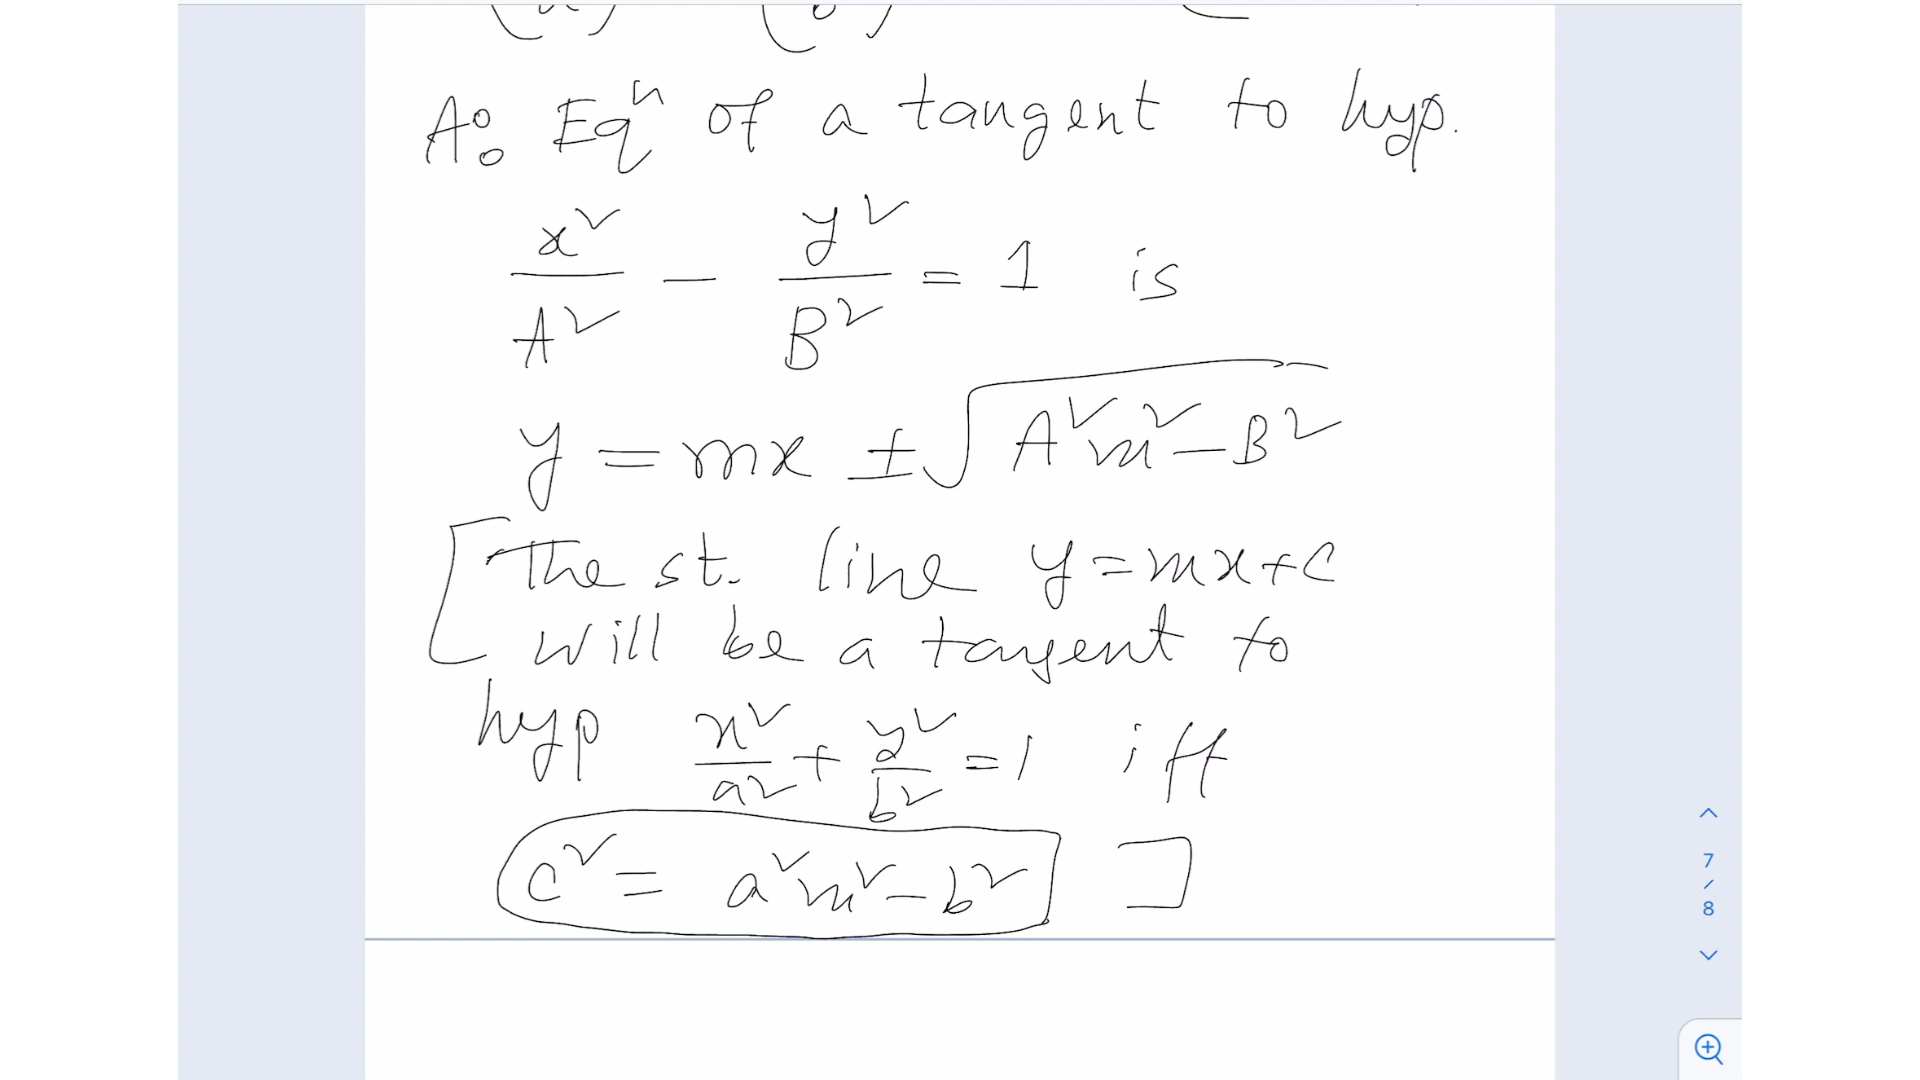 (a) (b) (
A: Eqⁿ of a tangent to hyp.
x²/A² - y²/B² = 1 is
y = mx ± √(A²m² - B²)
[The st. line y = mx + c
will be a tangent to
hyp x²/a² + y²/b² = 1 iff
c² = a²m² - b² ]
7
/
8